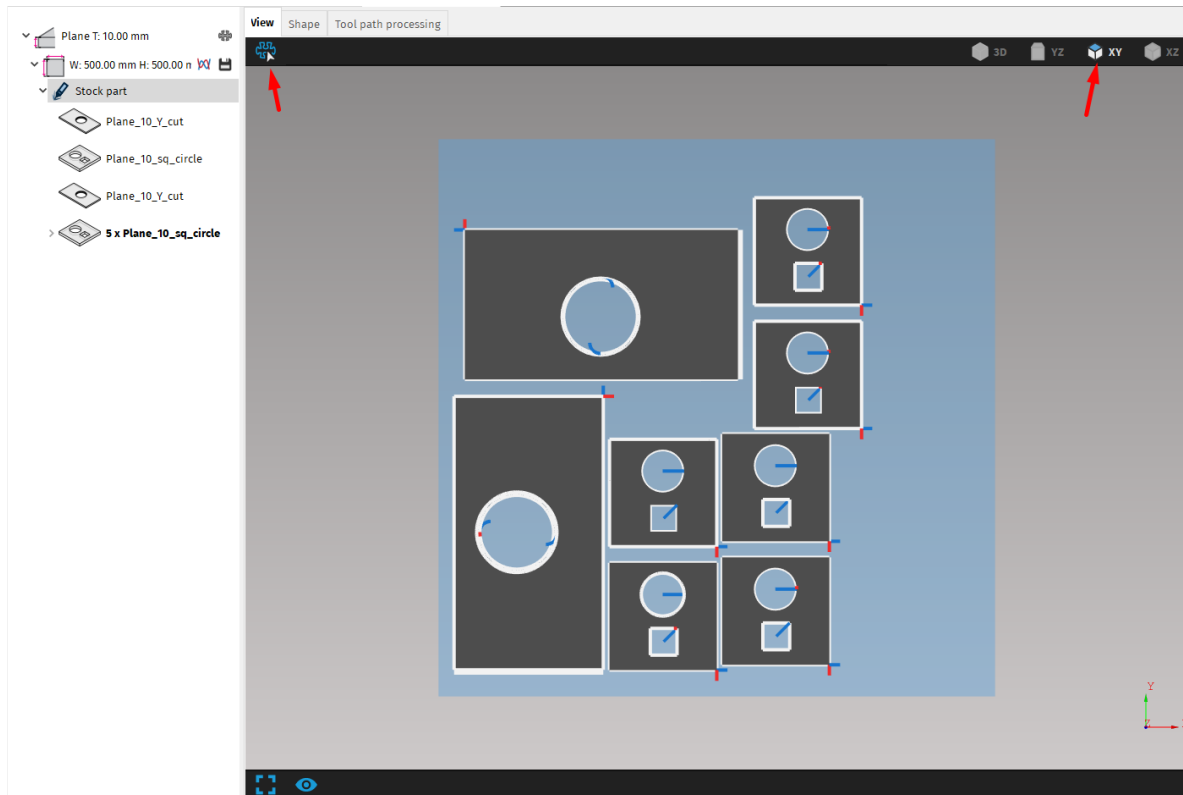 View Shape Tool path processing
Plane T: 10.00 mm
3D YZ XY XZ
W: 500.00 mm H: 500.00 n
Stock part
Plane_10_Y_cut
Plane_10_sq_circle
Plane_10_Y_cut
5 x Plane_10_sq_circle
Y
Z